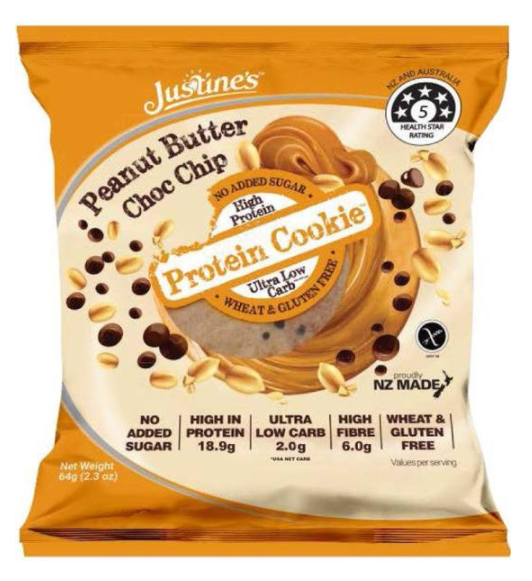 Justine's™
NZ AND AUSTRALIA
5
HEALTH STAR
RATING
Peanut Butter
Choc Chip
NO ADDED SUGAR
High
Protein
Protein Cookie™
Ultra Low
Carb
WHEAT & GLUTEN FREE
proudly
NZ MADE
NO
ADDED
SUGAR
HIGH IN
PROTEIN
18.9g
ULTRA
LOW CARB
2.0g
*USA NET CARB
HIGH
FIBRE
6.0g
WHEAT &
GLUTEN
FREE
Net Weight
64g (2.3 oz)
Values per serving